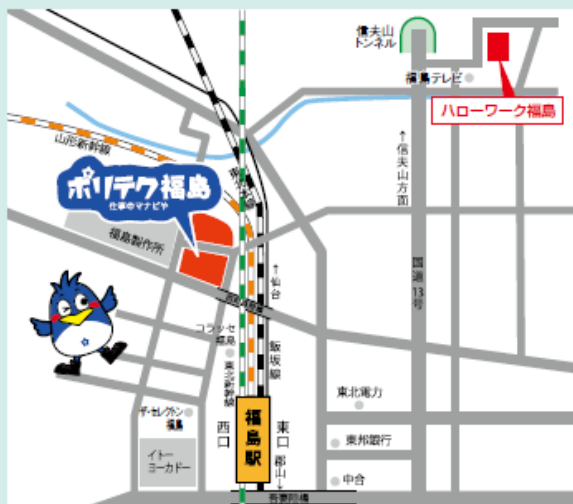 信夫山
トンネル
福島テレビ
ハローワーク福島
山形新幹線
ポリテク福島
仕事のマナビや
福島製作所
←信夫山方面
国道13号
←仙台
飯坂線
コラッセ
福島
東北新幹線
ザ・セレクトン
福島
イトー
ヨーカドー
西口
福島駅
東口
郡山→
東北電力
東邦銀行
中合
吾妻陸橋